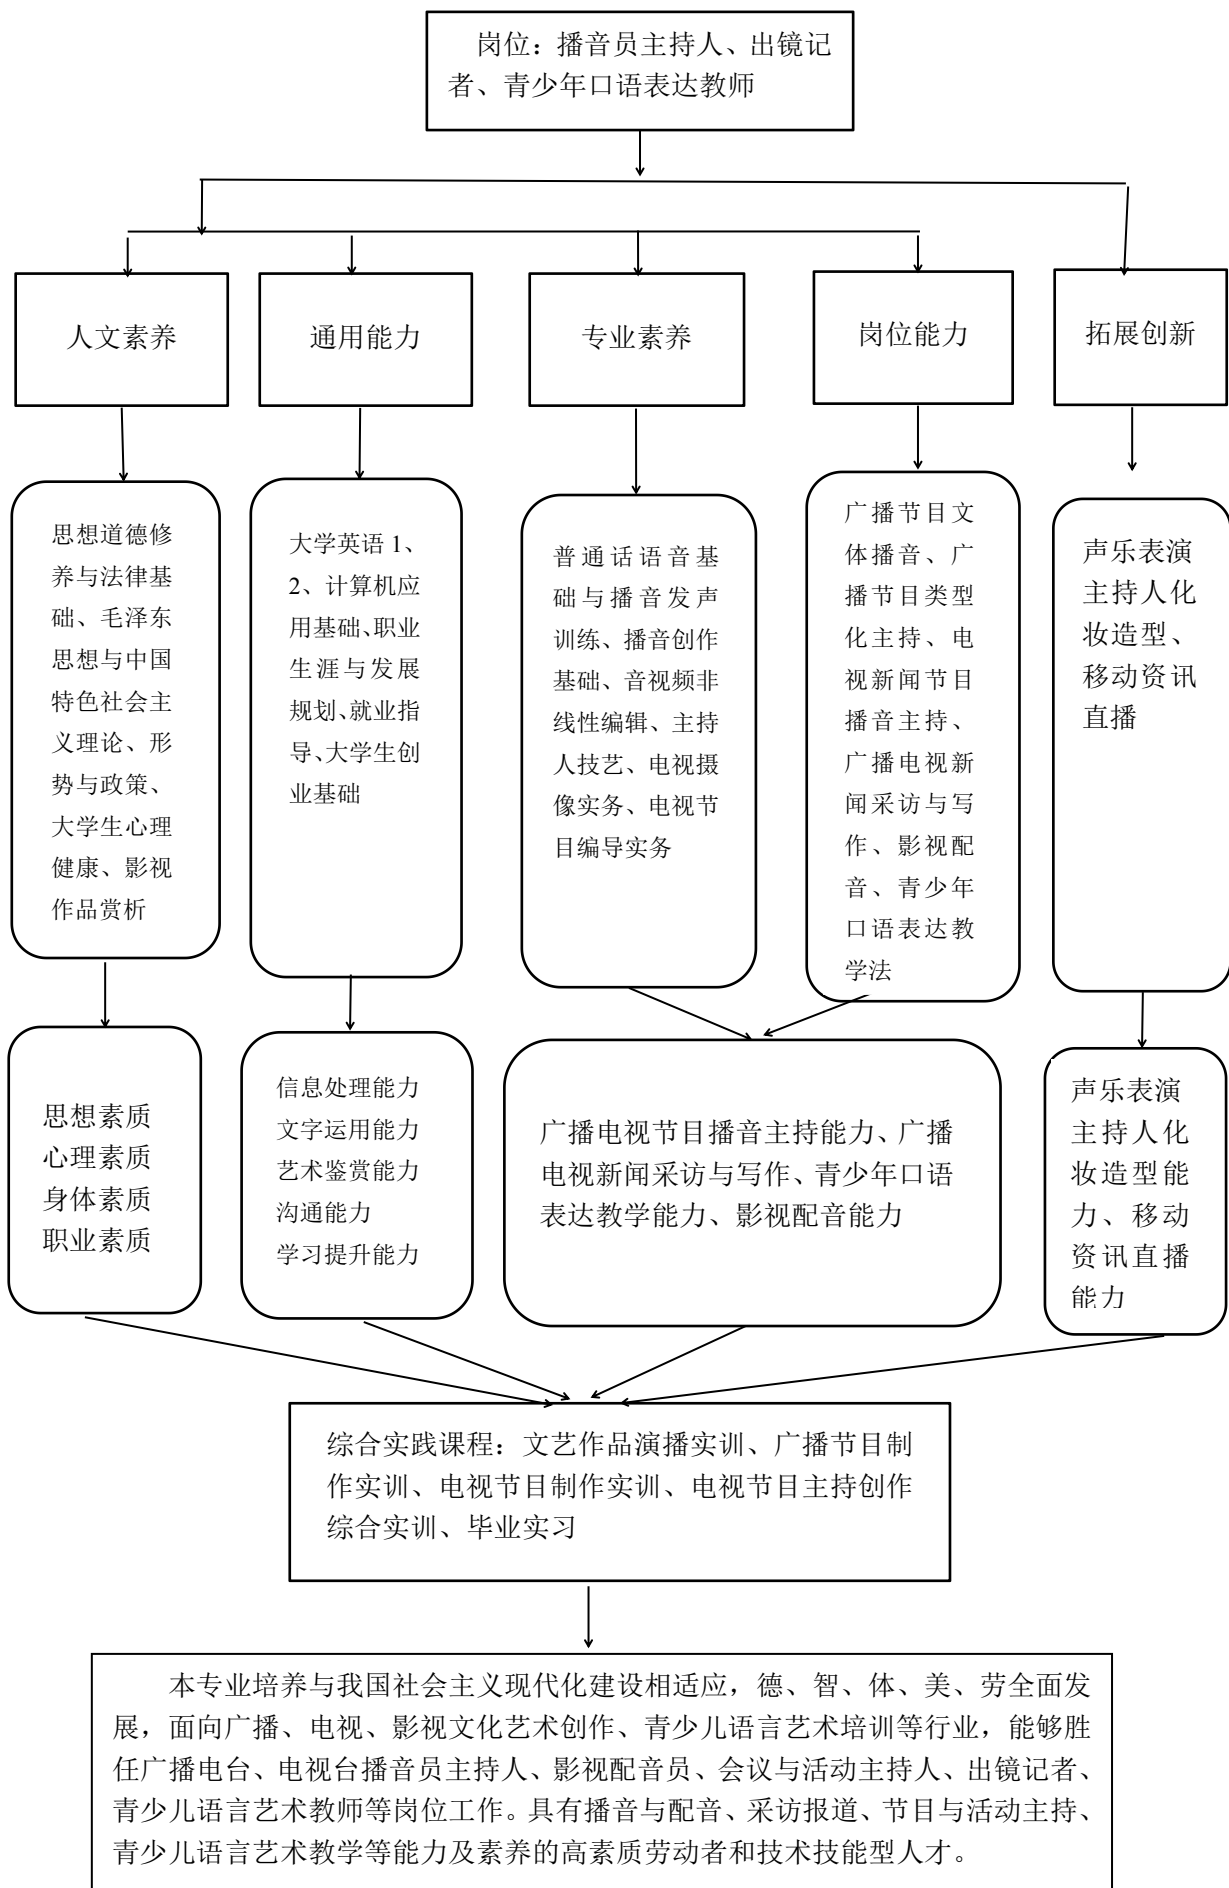 岗位：播音员主持人、出镜记
者、青少年口语表达教师
人文素养
通用能力
专业素养
岗位能力
拓展创新
思想道德修
养与法律基
础、毛泽东
思想与中国
特色社会主
义理论、形
势与政策、
大学生心理
健康、影视
作品赏析
大学英语 1、
2、计算机应
用基础、职业
生涯与发展
规划、就业指
导、大学生创
业基础
普通话语音基
础与播音发声
训练、播音创作
基础、音视频非
线性编辑、主持
人技艺、电视摄
像实务、电视节
目编导实务
广播节目文
体播音、广
播节目类型
化主持、电
视新闻节目
播音主持、
广播电视新
闻采访与写
作、影视配
音、青少年
口语表达教
学法
声乐表演
主持人化
妆造型、
移动资讯
直播
思想素质
心理素质
身体素质
职业素质
信息处理能力
文字运用能力
艺术鉴赏能力
沟通能力
学习提升能力
广播电视节目播音主持能力、广播
电视新闻采访与写作、青少年口语
表达教学能力、影视配音能力
声乐表演
主持人化
妆造型能
力、移动
资讯直播
能力
综合实践课程：文艺作品演播实训、广播节目制
作实训、电视节目制作实训、电视节目主持创作
综合实训、毕业实习
本专业培养与我国社会主义现代化建设相适应，德、智、体、美、劳全面发
展，面向广播、电视、影视文化艺术创作、青少儿语言艺术培训等行业，能够胜
任广播电台、电视台播音员主持人、影视配音员、会议与活动主持人、出镜记者、
青少儿语言艺术教师等岗位工作。具有播音与配音、采访报道、节目与活动主持、
青少儿语言艺术教学等能力及素养的高素质劳动者和技术技能型人才。